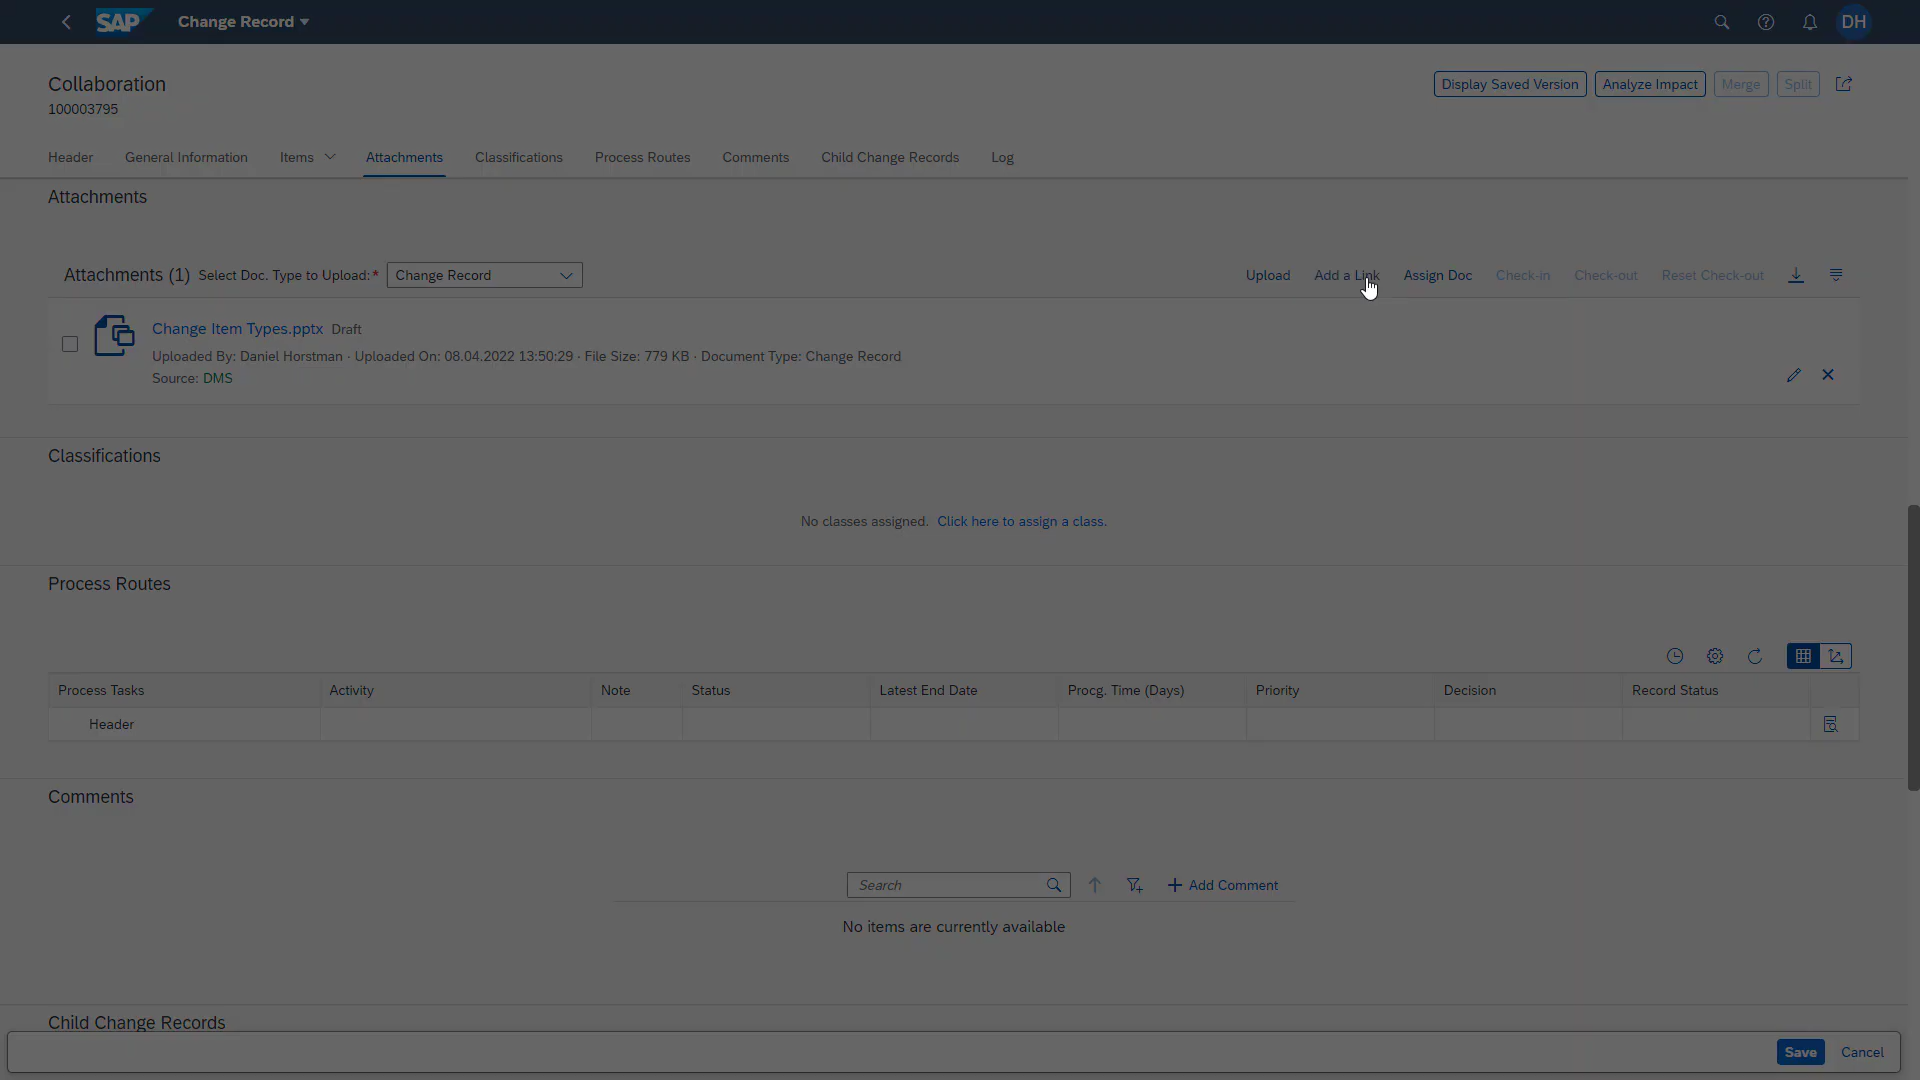 SAP Change Record DH
Collaboration
100003795
Display Saved Version Analyze Impact Merge Split
Header General Information Items Attachments Classifications Process Routes Comments Child Change Records Log
Attachments
Attachments (1) Select Doc. Type to Upload:* Change Record Upload Add a Link Assign Doc Check-in Check-out Reset Check-out
Change Item Types.pptx Draft
Uploaded By: Daniel Horstman · Uploaded On: 08.04.2022 13:50:29 · File Size: 779 KB · Document Type: Change Record
Source: DMS
Classifications
No classes assigned. Click here to assign a class.
Process Routes
Process Tasks Activity Note Status Latest End Date Procg. Time (Days) Priority Decision Record Status
Header
Comments
Search Add Comment
No items are currently available
Child Change Records
Save Cancel